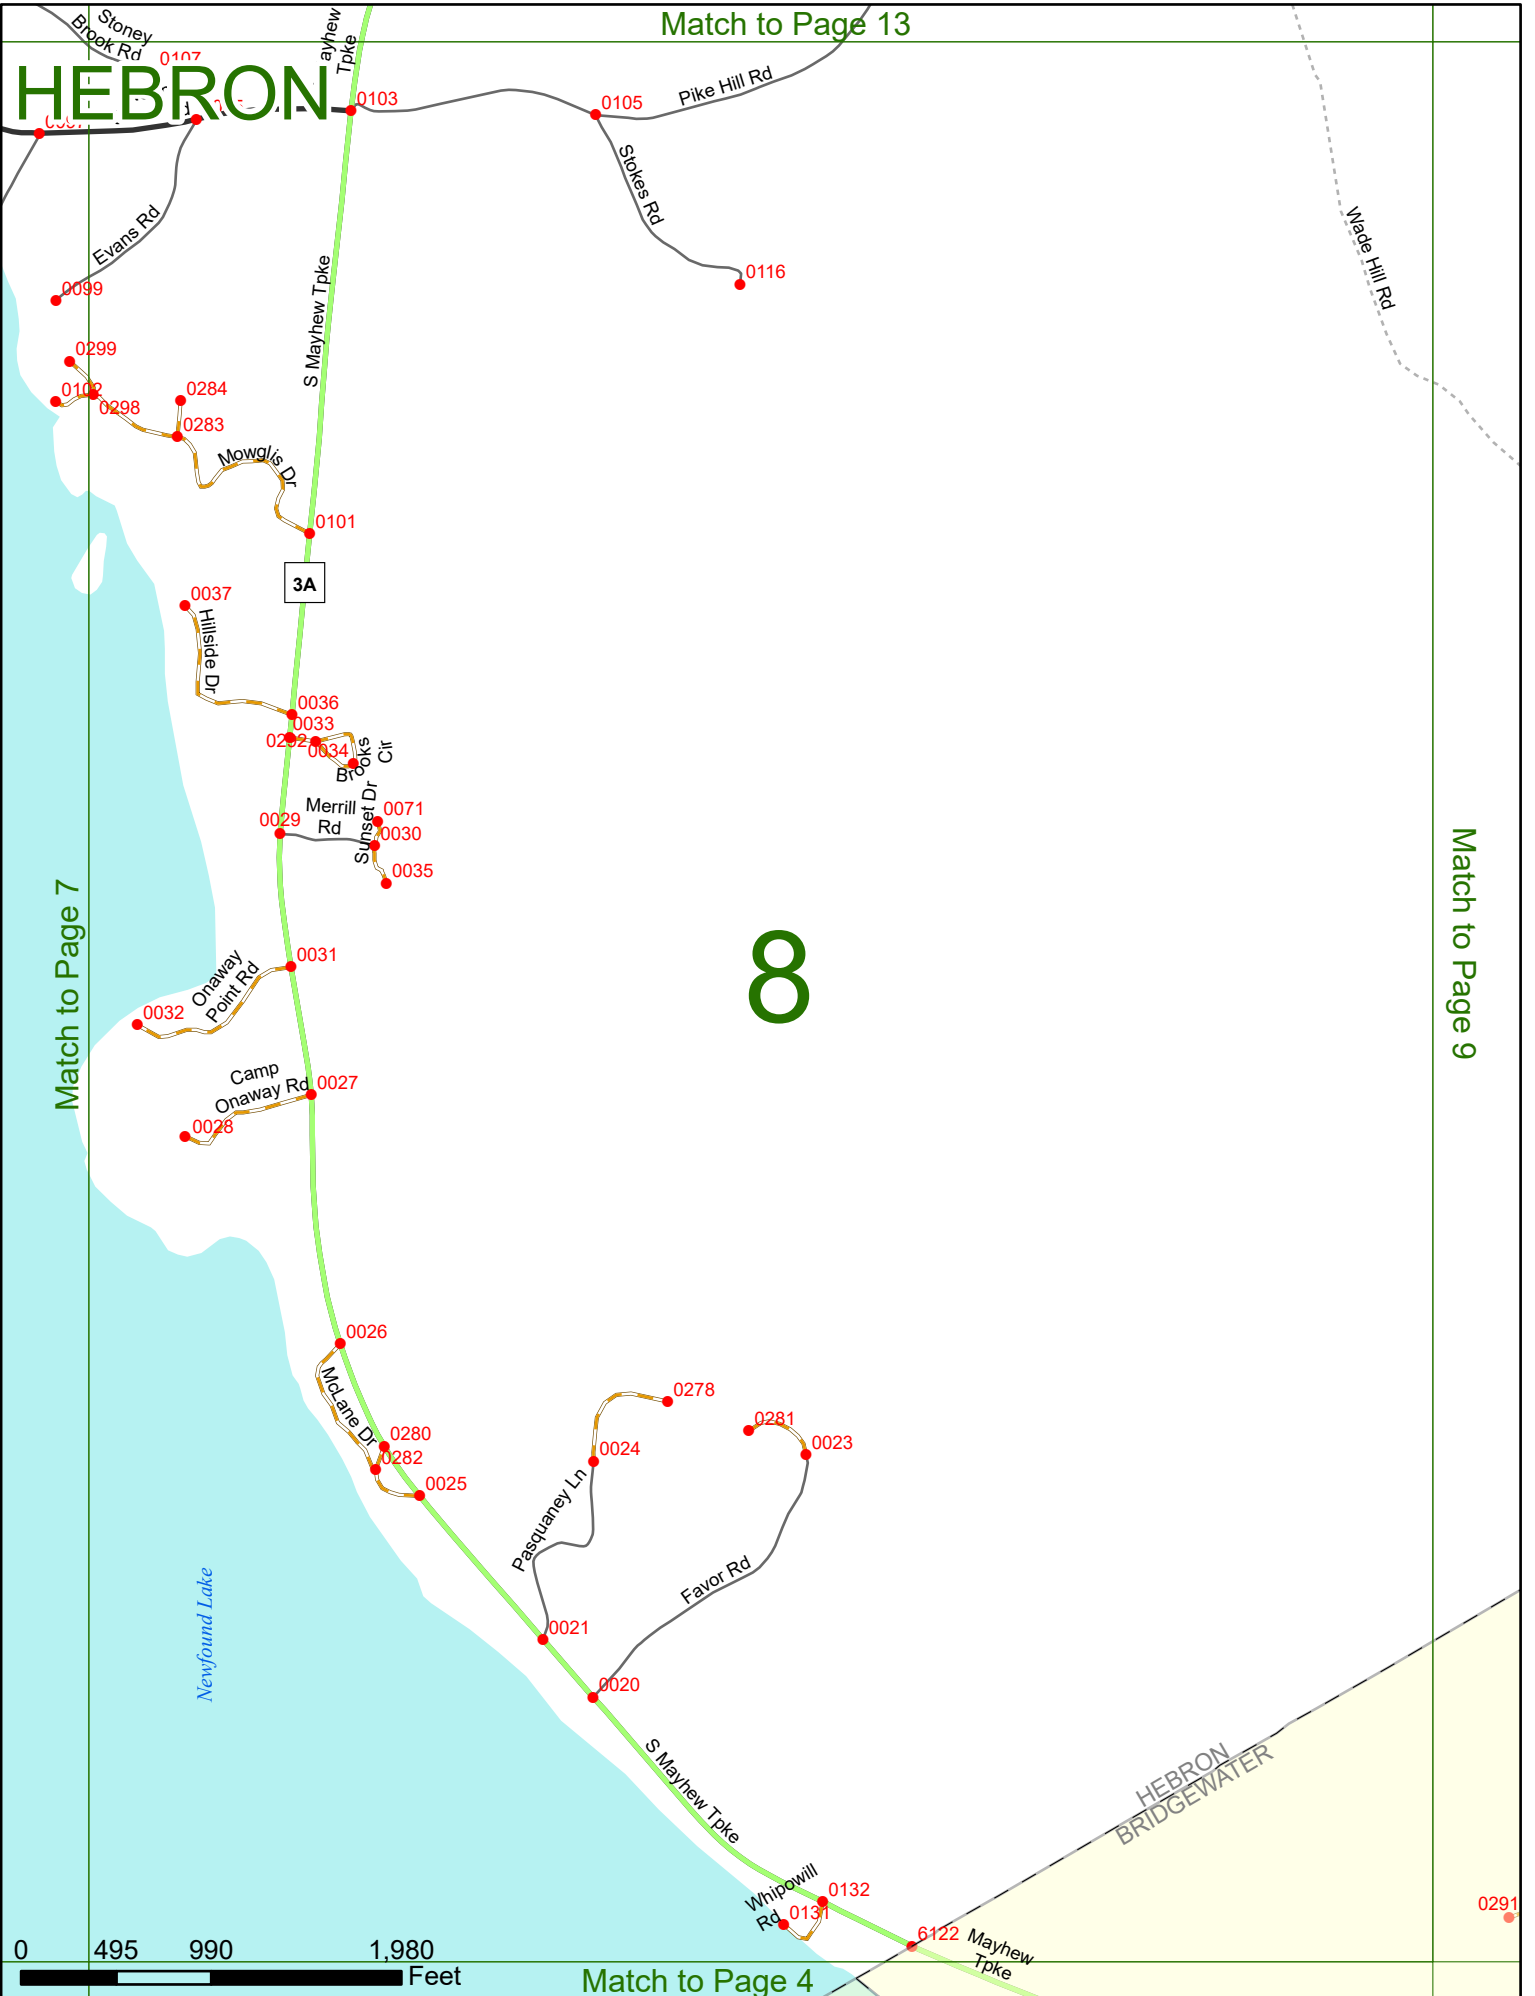 Match to Page 13
Stoney
Brook Rd
ayhew
Tpke
0107
HEBRON
0103
0105
Pike Hill Rd
Stokes Rd
Evans Rd
Wade Hill Rd
0116
0099
S Mayhew Tpke
0299
0102
0298
0284
0283
Mowglis Dr
0101
3A
0037
Hillside Dr
0036
0033
0292
0034
Brooks
Cir
Merrill
Rd
Sunset Dr
0071
0029
0030
0035
Match to Page 7
Match to Page 9
8
0031
Onaway
Point Rd
0032
Camp
Onaway Rd
0027
0028
0026
McLane Dr
0280
0282
0025
0278
0281
0024
0023
Pasquaney Ln
Favor Rd
Newfound Lake
0021
0020
S Mayhew Tpke
HEBRON
BRIDGEWATER
Whipowill
Rd
0132
0131
6122
Mayhew
Tpke
0291
0 495 990 1,980
Feet
Match to Page 4